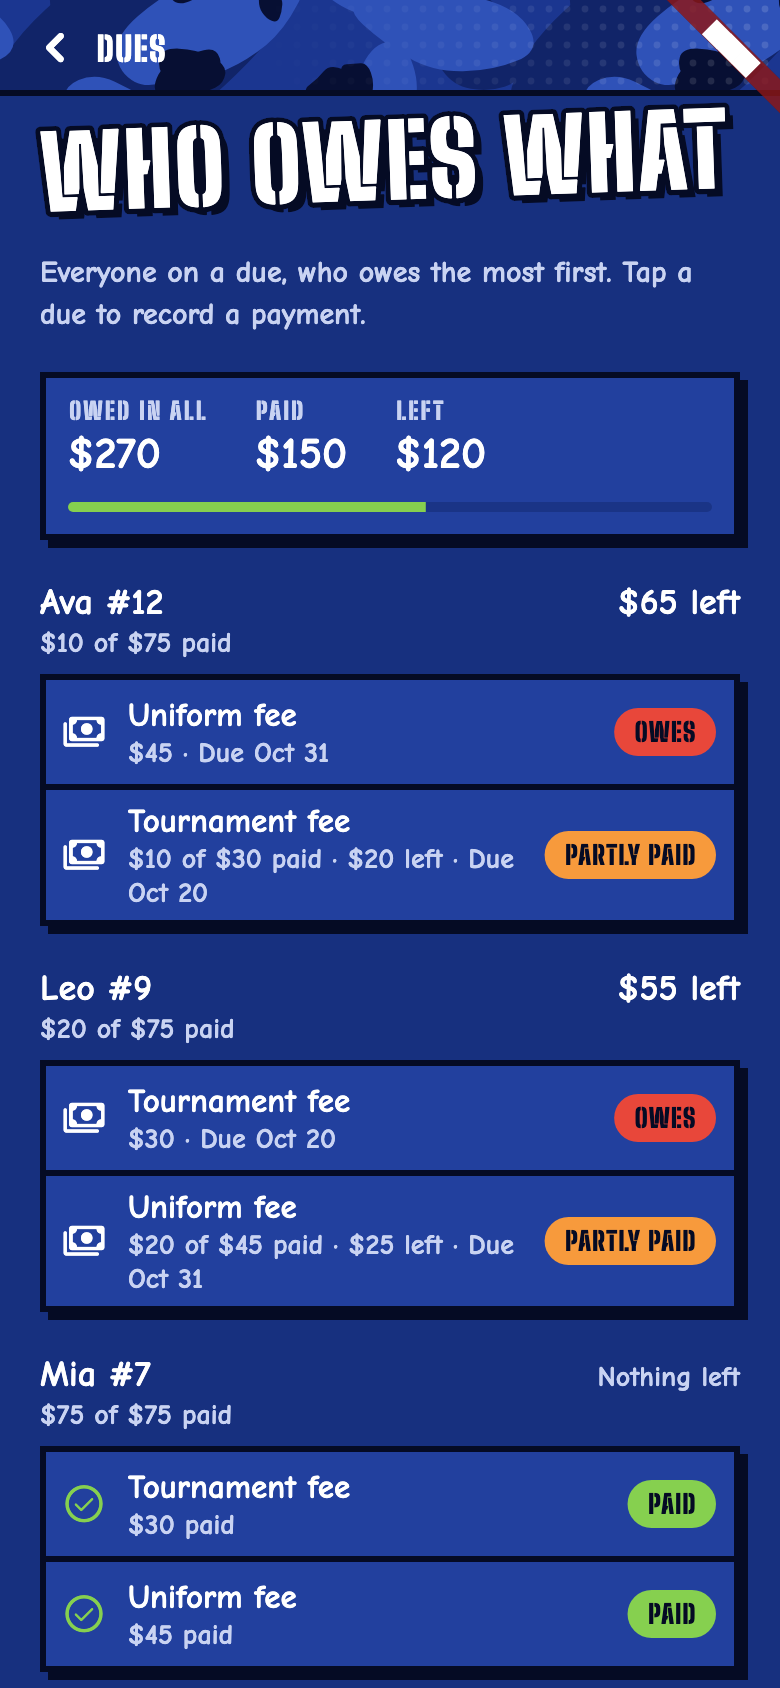 DUES
WHO OWES WHAT
Everyone on a due, who owes the most first. Tap a
due to record a payment.
OWED IN ALL PAID LEFT
$270 $150 $120
Ava #12 $65 left
$10 of $75 paid
Uniform fee
$45 · Due Oct 31
OWES
Tournament fee
$10 of $30 paid · $20 left · Due
Oct 20
PARTLY PAID
Leo #9 $55 left
$20 of $75 paid
Tournament fee
$30 · Due Oct 20
OWES
Uniform fee
$20 of $45 paid · $25 left · Due
Oct 31
PARTLY PAID
Mia #7 Nothing left
$75 of $75 paid
Tournament fee
$30 paid
PAID
Uniform fee
$45 paid
PAID